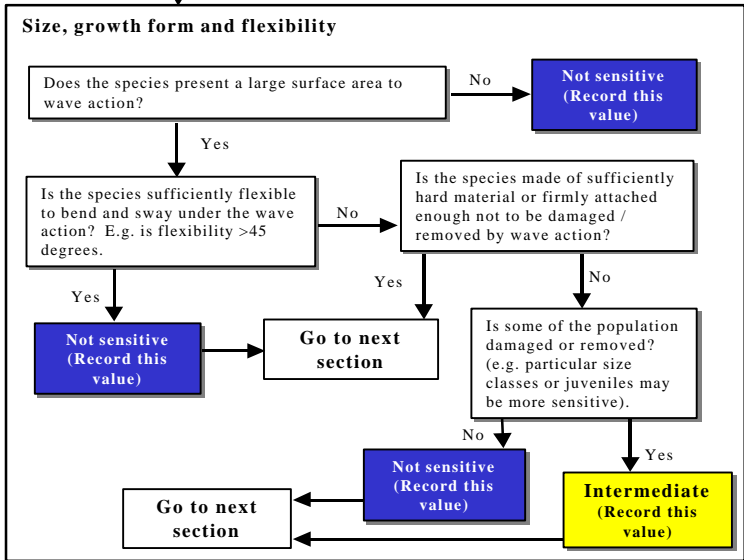 Size, growth form and flexibility
Does the species present a large surface area to
wave action?
No
Not sensitive
(Record this
value)
Yes
Is the species sufficiently flexible
to bend and sway under the wave
action? E.g. is flexibility >45
degrees.
No
Is the species made of sufficiently
hard material or firmly attached
enough not to be damaged /
removed by wave action?
Yes
Yes
No
Not sensitive
(Record this
value)
Go to next
section
Is some of the population
damaged or removed?
(e.g. particular size
classes or juveniles may
be more sensitive).
No
Yes
Not sensitive
(Record this
value)
Intermediate
(Record this
value)
Go to next
section